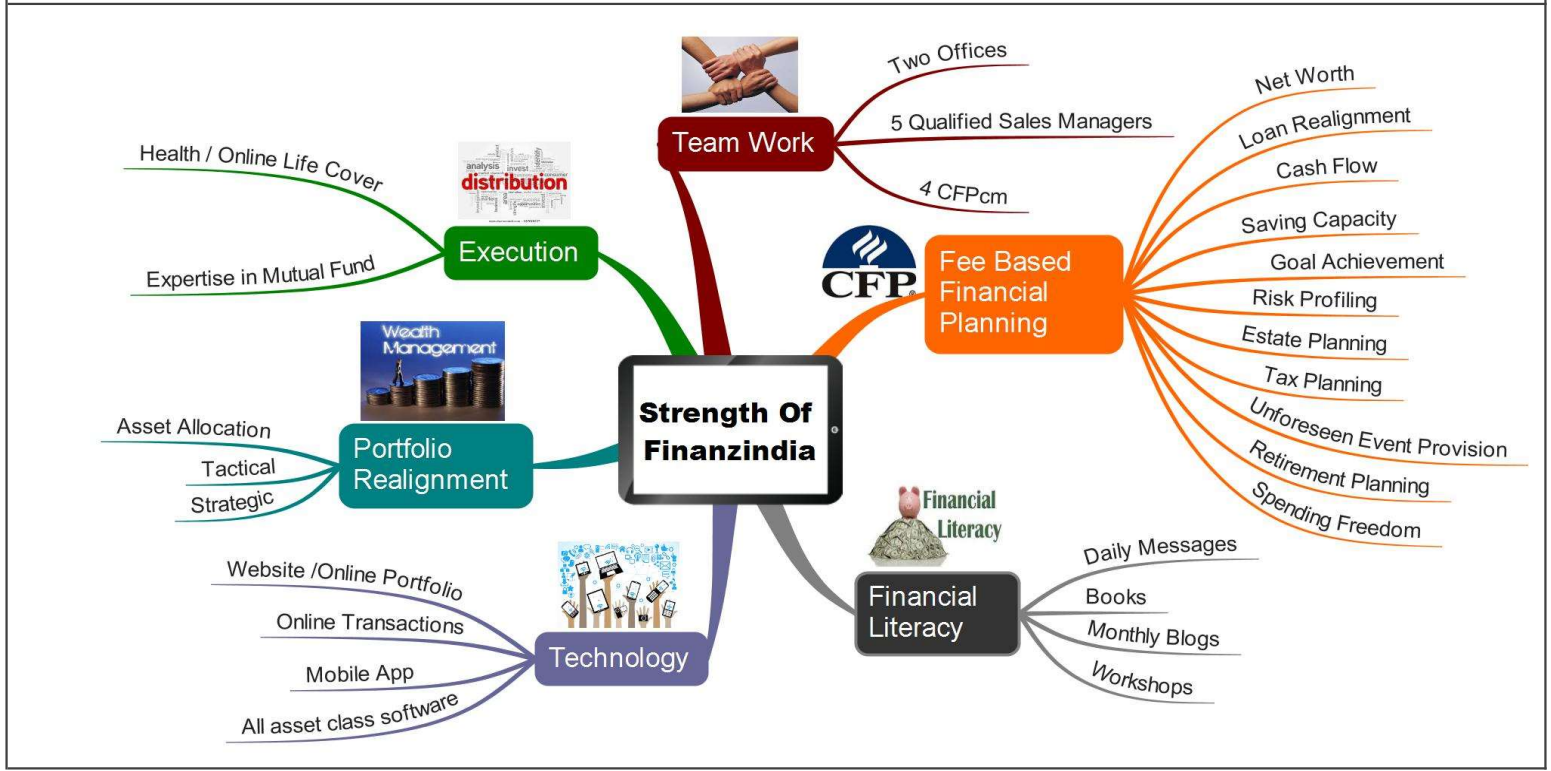 Strength Of
Finanzindia
Team Work
Two Offices
5 Qualified Sales Managers
4 CFPcm
CFP
Fee Based
Financial
Planning
Net Worth
Loan Realignment
Cash Flow
Saving Capacity
Goal Achievement
Risk Profiling
Estate Planning
Tax Planning
Unforeseen Event Provision
Retirement Planning
Spending Freedom
Financial
Literacy
Financial
Literacy
Daily Messages
Books
Monthly Blogs
Workshops
analysis
invest
distribution
Execution
Health / Online Life Cover
Expertise in Mutual Fund
Wealth
Management
Portfolio
Realignment
Asset Allocation
Tactical
Strategic
Technology
Website /Online Portfolio
Online Transactions
Mobile App
All asset class software